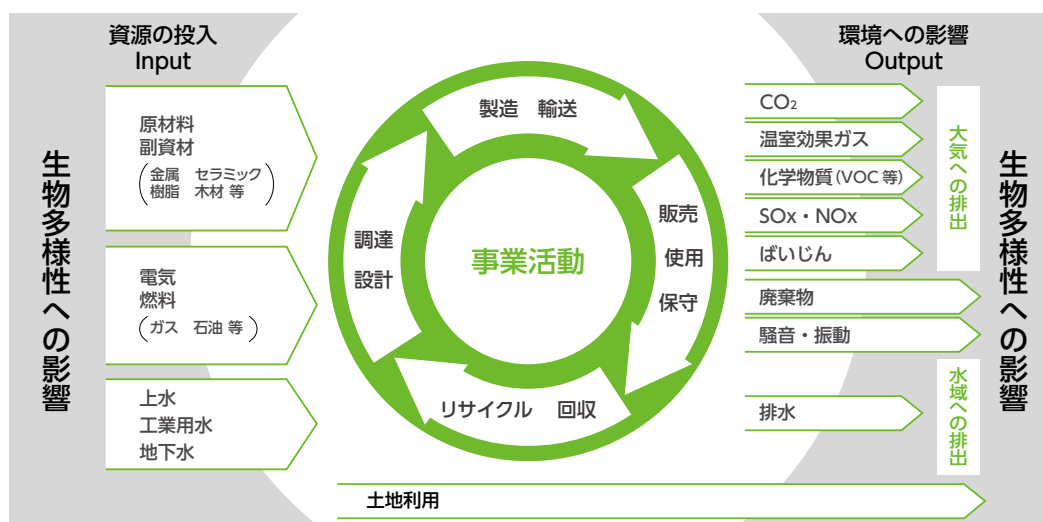 資源の投入
Input
環境への影響
Output
生物多様性への影響
原材料
副資材
(金属 セラミック
樹脂 木材 等)
電気
燃料
(ガス 石油 等)
上水
工業用水
地下水
製造 輸送
販売
使用
保守
リサイクル 回収
調達
設計
事業活動
CO₂
温室効果ガス
化学物質(VOC 等)
SOx・NOx
ばいじん
大気への排出
廃棄物
騒音・振動
排水
水域への排出
生物多様性への影響
土地利用